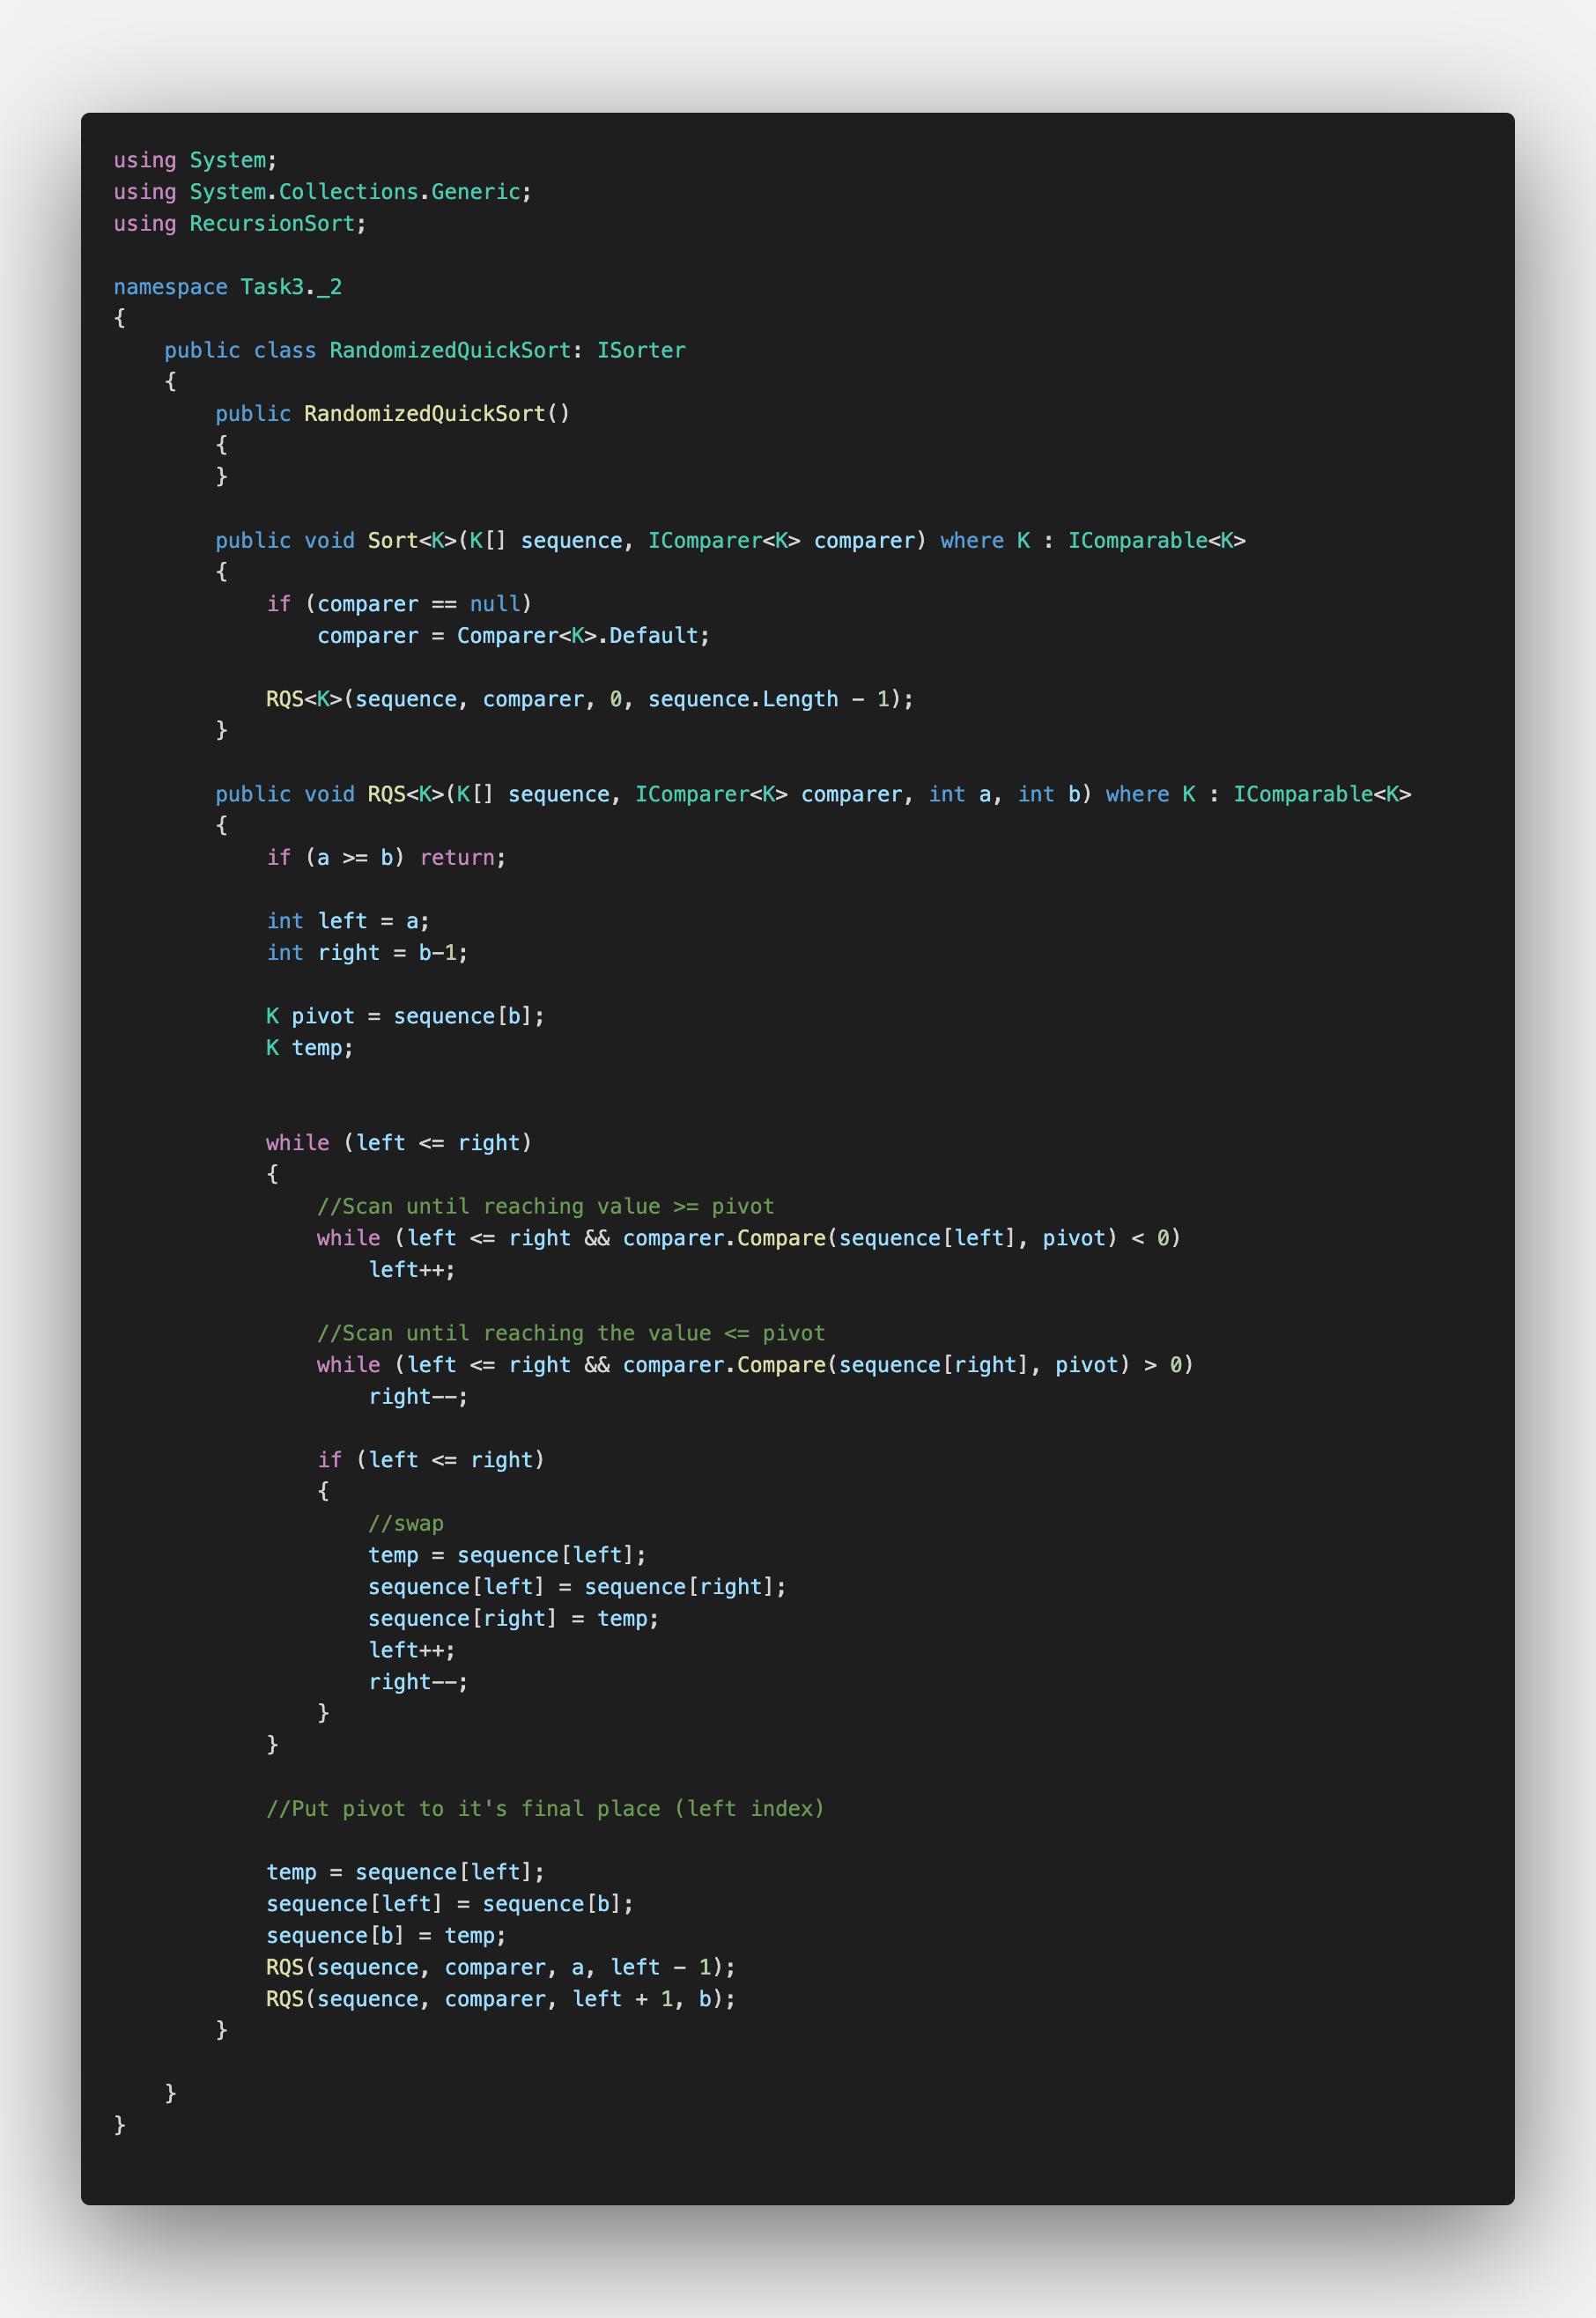 using System;
using System.Collections.Generic;
using RecursionSort;
namespace Task3._2
{
    public class RandomizedQuickSort: ISorter
    {
        public RandomizedQuickSort()
        {
        }
        public void Sort<K>(K[] sequence, IComparer<K> comparer) where K : IComparable<K>
        {
            if (comparer == null)
                comparer = Comparer<K>.Default;
            RQS<K>(sequence, comparer, 0, sequence.Length - 1);
        }
        public void RQS<K>(K[] sequence, IComparer<K> comparer, int a, int b) where K : IComparable<K>
        {
            if (a >= b) return;
            int left = a;
            int right = b-1;
            K pivot = sequence[b];
            K temp;
            while (left <= right)
            {
                //Scan until reaching value >= pivot
                while (left <= right && comparer.Compare(sequence[left], pivot) < 0)
                    left++;
                //Scan until reaching the value <= pivot
                while (left <= right && comparer.Compare(sequence[right], pivot) > 0)
                    right--;
                if (left <= right)
                {
                    //swap
                    temp = sequence[left];
                    sequence[left] = sequence[right];
                    sequence[right] = temp;
                    left++;
                    right--;
                }
            }
            //Put pivot to it's final place (left index)
            temp = sequence[left];
            sequence[left] = sequence[b];
            sequence[b] = temp;
            RQS(sequence, comparer, a, left - 1);
            RQS(sequence, comparer, left + 1, b);
        }
    }
}